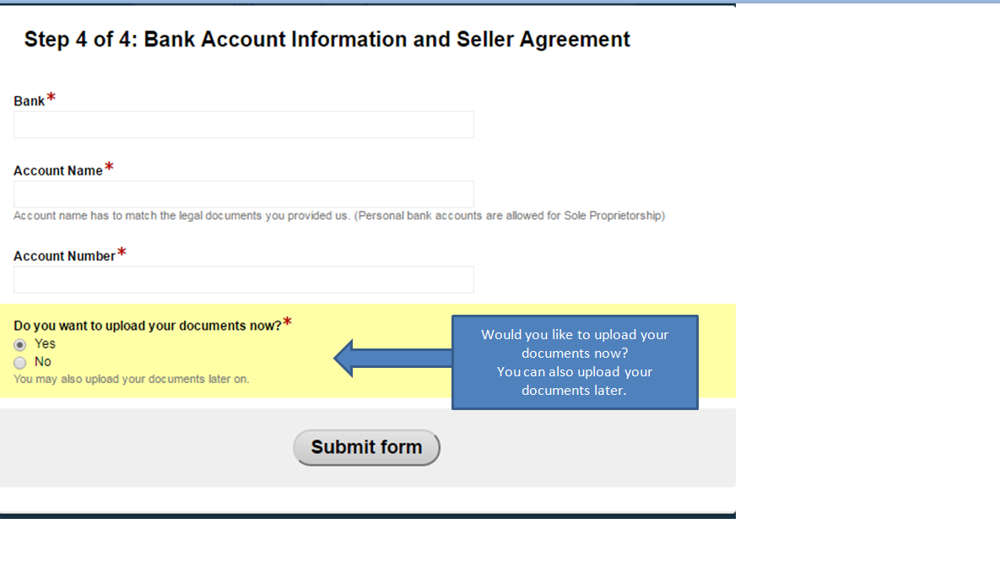 Step 4 of 4: Bank Account Information and Seller Agreement
Bank*
Account Name*
Account name has to match the legal documents you provided us. (Personal bank accounts are allowed for Sole Proprietorship)
Account Number*
Do you want to upload your documents now?*
Yes
No
You may also upload your documents later on.
Would you like to upload your
documents now?
You can also upload your
documents later.
Submit form